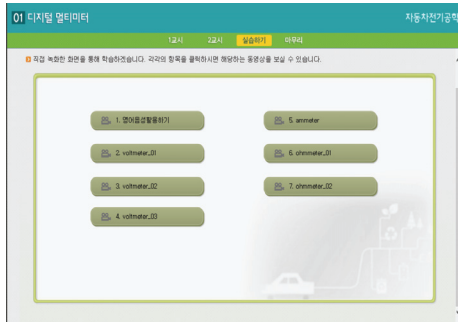 01 디지털 멀티미터
자동차전기공학
1교시 2교시 실습하기 마무리
직접 녹화한 화면을 통해 학습하겠습니다. 각각의 항목을 클릭하시면 해당하는 동영상을 보실 수 있습니다.
1. 영어음성활용하기
2. voltmeter_01
3. voltmeter_02
4. voltmeter_03
5. ammeter
6. ohmmeter_01
7. ohmmeter_02